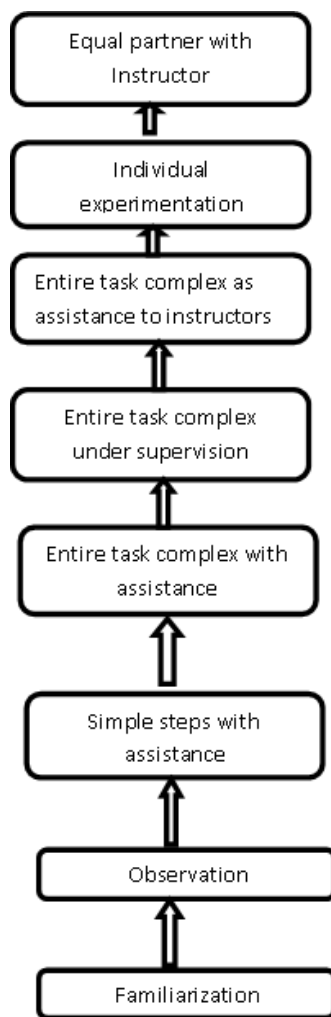 Equal partner with
Instructor
Individual
experimentation
Entire task complex as
assistance to instructors
Entire task complex
under supervision
Entire task complex with
assistance
Simple steps with
assistance
Observation
Familiarization